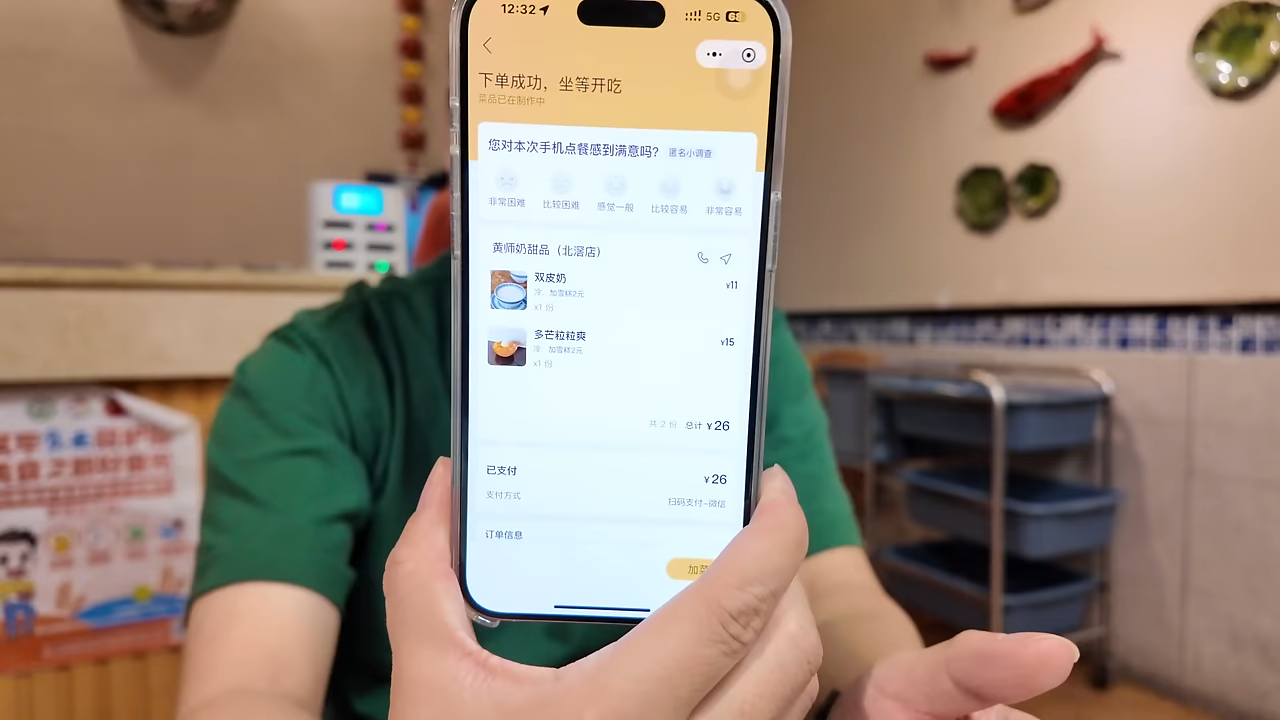 12:32
5G
下单成功，坐等开吃
菜品已在制作中
您对本次手机点餐感到满意吗？ 匿名小调查
非常困难 比较困难 感觉一般 比较容易 非常容易
黄师奶甜品（北滘店）
双皮奶 ¥11
冷、加雪糕2元
x1 份
多芒粒粒爽 ¥15
冷、加雪糕2元
x1 份
共 2 份 总计 ¥26
已支付 ¥26
支付方式 扫码支付-微信
订单信息